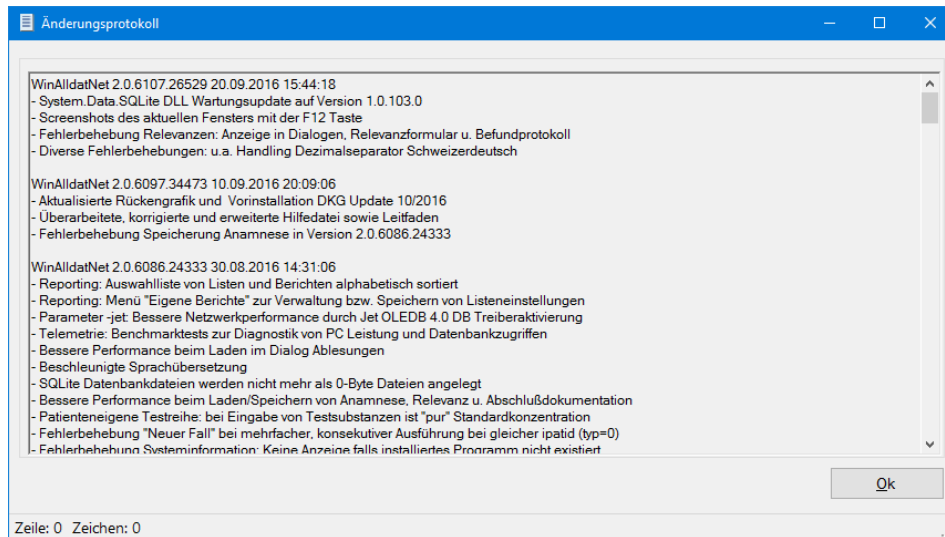 Änderungsprotokoll
WinAlldatNet 2.0.6107.26529 20.09.2016 15:44:18
- System.Data.SQLite DLL Wartungsupdate auf Version 1.0.103.0
- Screenshots des aktuellen Fensters mit der F12 Taste
- Fehlerbehebung Relevanzen: Anzeige in Dialogen, Relevanzformular u. Befundprotokoll
- Diverse Fehlerbehebungen: u.a. Handling Dezimalseparator Schweizerdeutsch
WinAlldatNet 2.0.6097.34473 10.09.2016 20:09:06
- Aktualisierte Rückengrafik und  Vorinstallation DKG Update 10/2016
- Überarbeitete, korrigierte und erweiterte Hilfedatei sowie Leitfaden
- Fehlerbehebung Speicherung Anamnese in Version 2.0.6086.24333
WinAlldatNet 2.0.6086.24333 30.08.2016 14:31:06
- Reporting: Auswahlliste von Listen und Berichten alphabetisch sortiert
- Reporting: Menü "Eigene Berichte" zur Verwaltung bzw. Speichern von Listeneinstellungen
- Parameter -jet: Bessere Netzwerkperformance durch Jet OLEDB 4.0 DB Treiberaktivierung
- Telemetrie: Benchmarktests zur Diagnostik von PC Leistung und Datenbankzugriffen
- Bessere Performance beim Laden im Dialog Ablesungen
- Beschleunigte Sprachübersetzung
- SQLite Datenbankdateien werden nicht mehr als 0-Byte Dateien angelegt
- Bessere Performance beim Laden/Speichern von Anamnese, Relevanz u. Abschlußdokumentation
- Patienteneigene Testreihe: bei Eingabe von Testsubstanzen ist "pur" Standardkonzentration
- Fehlerbehebung "Neuer Fall" bei mehrfacher, konsekutiver Ausführung bei gleicher ipatid (typ=0)
- Fehlerbehebung Systeminformation: Keine Anzeige falls installiertes Programm nicht existiert
Ok
Zeile: 0  Zeichen: 0